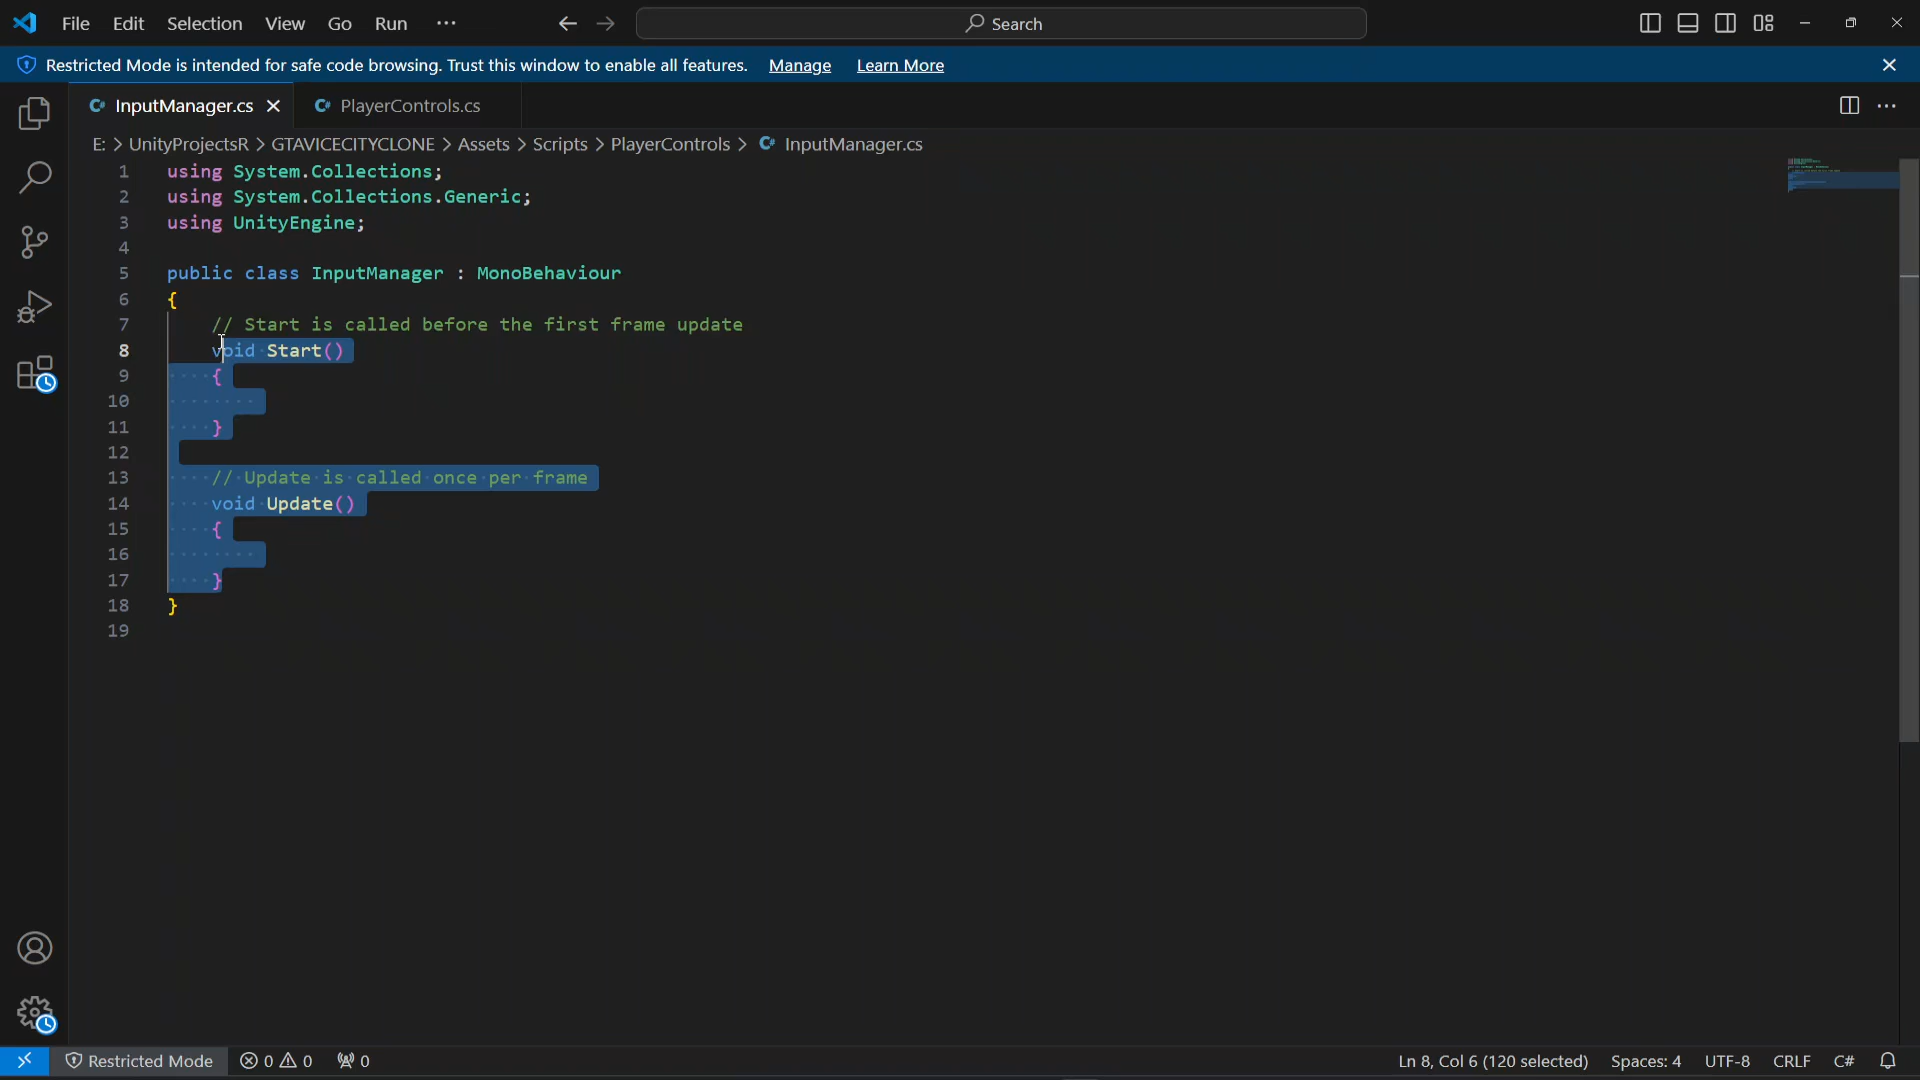 File Edit Selection View Go Run ··· Search
Restricted Mode is intended for safe code browsing. Trust this window to enable all features. Manage Learn More
InputManager.cs PlayerControls.cs
E: > UnityProjectsR > GTAVICECITYCLONE > Assets > Scripts > PlayerControls > InputManager.cs
1 using System.Collections;
2 using System.Collections.Generic;
3 using UnityEngine;
4
5 public class InputManager : MonoBehaviour
6 {
7 // Start is called before the first frame update
8 void Start()
9 {
10
11 }
12
13 // Update is called once per frame
14 void Update()
15 {
16
17 }
18 }
19
Restricted Mode 0 0 0 Ln 8, Col 6 (120 selected) Spaces: 4 UTF-8 CRLF C#